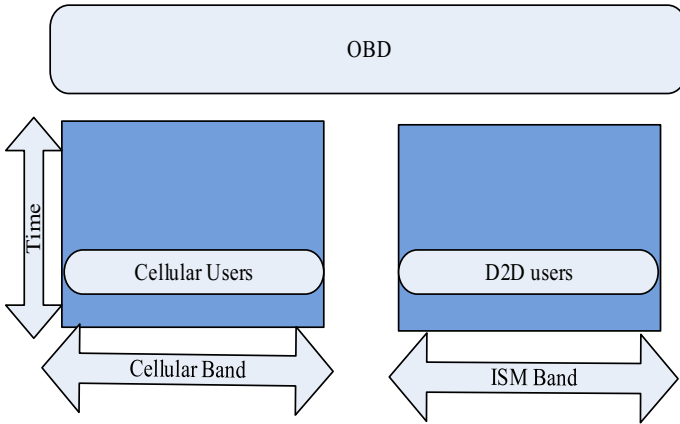 OBD
Time
Cellular Users
D2D users
Cellular Band
ISM Band